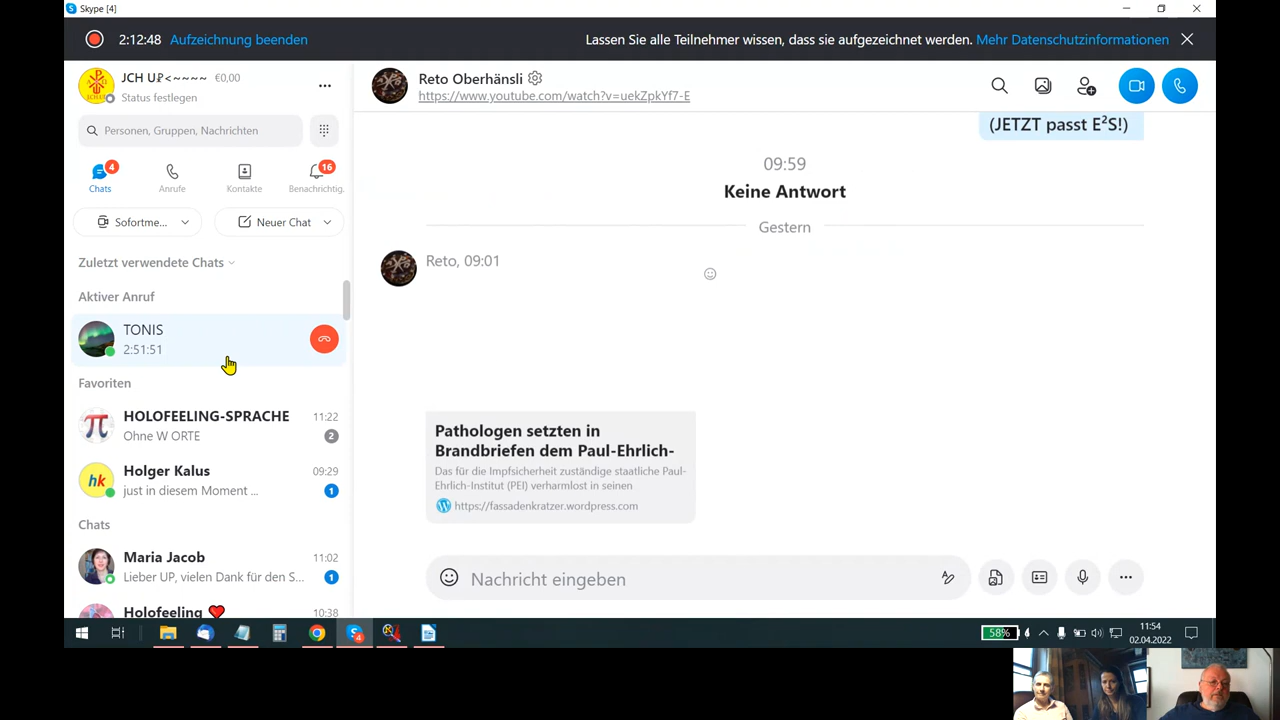 Skype [4]
2:12:48 Aufzeichnung beenden
Lassen Sie alle Teilnehmer wissen, dass sie aufgezeichnet werden. Mehr Datenschutzinformationen
JCH U₽<~~~~ €0,00
Status festlegen
Personen, Gruppen, Nachrichten
4
16
Chats
Anrufe
Kontakte
Benachrichtig.
Sofortme...
Neuer Chat
Zuletzt verwendete Chats
Aktiver Anruf
TONIS
2:51:51
Favoriten
HOLOFEELING-SPRACHE 11:22
Ohne W ORTE 2
hk
Holger Kalus 09:29
just in diesem Moment ... 1
Chats
Maria Jacob 11:02
Lieber UP, vielen Dank für den S... 1
Holofeeling ❤ 10:38
Reto Oberhänsli
https://www.youtube.com/watch?v=uekZpkYf7-E
(JETZT passt E²S!)
09:59
Keine Antwort
Gestern
Reto, 09:01
Pathologen setzten in
Brandbriefen dem Paul-Ehrlich-
Das für die Impfsicherheit zuständige staatliche Paul-
Ehrlich-Institut (PEI) verharmlost in seinen
https://fassadenkratzer.wordpress.com
Nachricht eingeben
4
58%
11:54
02.04.2022